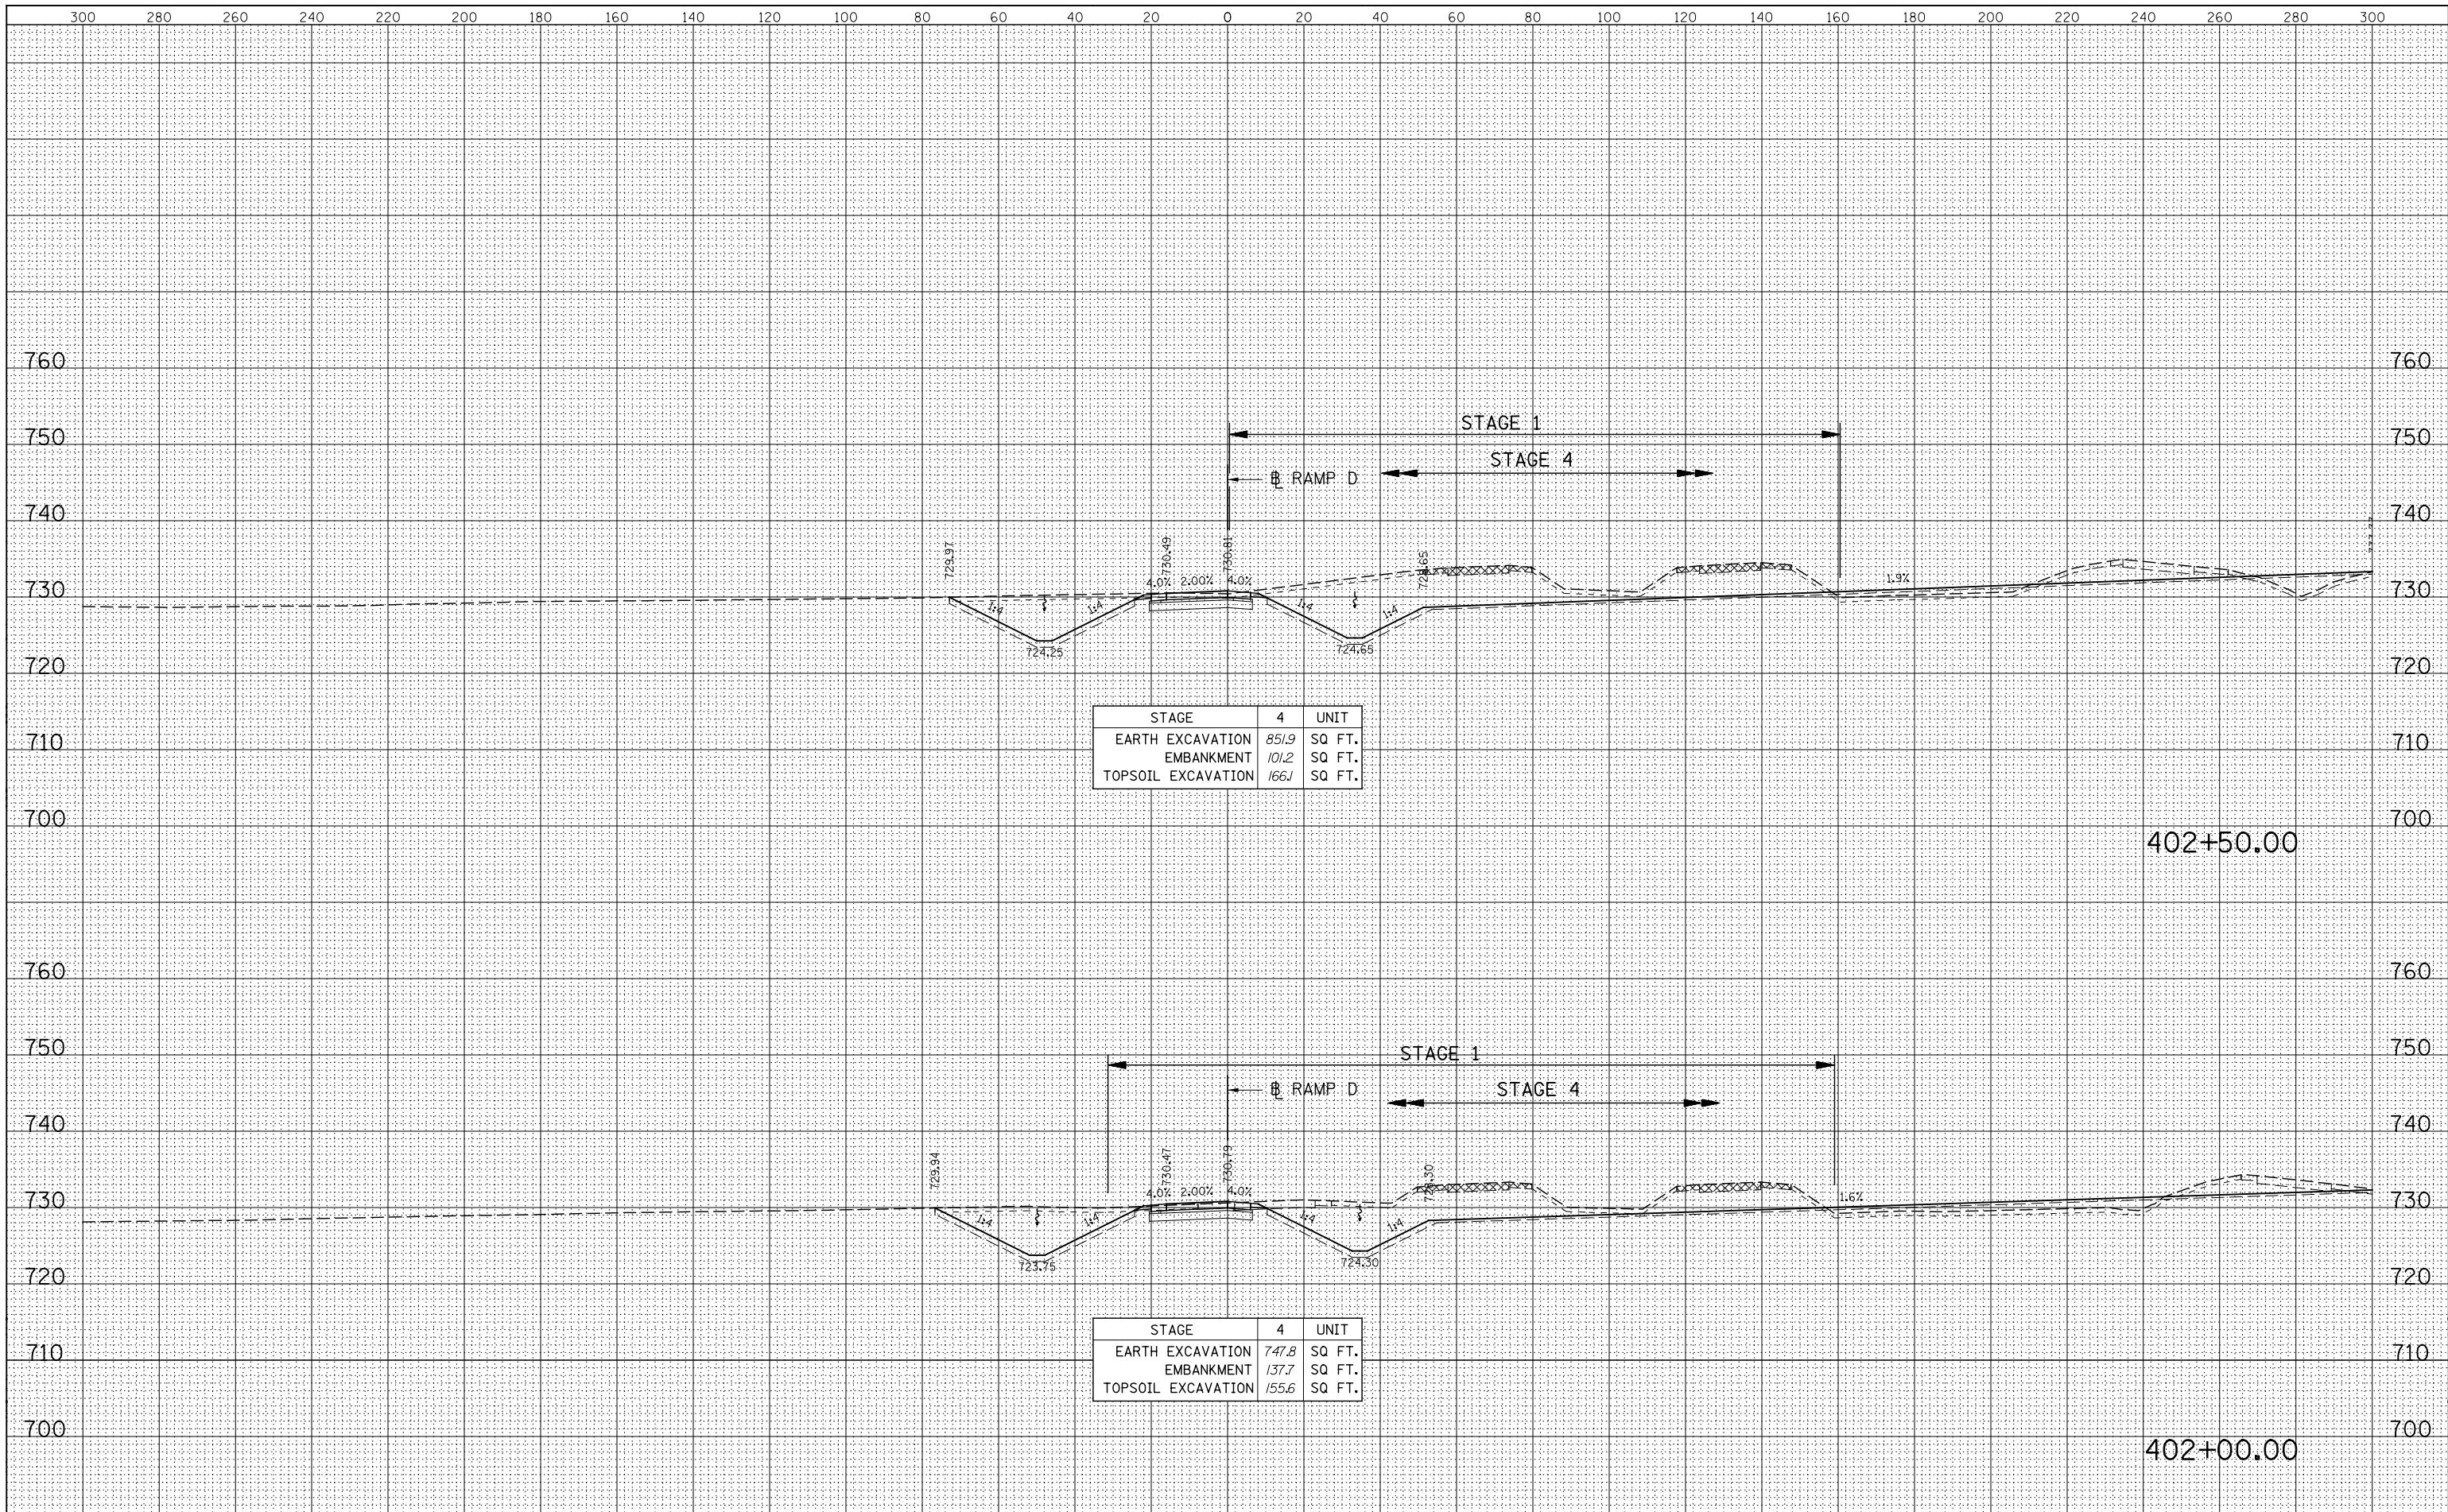 300 280 260 240 220 200 180 160 140 120 100 80 60 40 20 0 20 40 60 80 100 120 140 160 180 200 220 240 260 280 300
760 760
STAGE 1
750 750
STAGE 4
RAMP D
740 740
729.97 730.49 730.81
4.0% 2.00% 4.0%
1.9%
730 730
1:4 1:4 1:4 1:4
724.25 724.65
720 720
STAGE 4 UNIT
EARTH EXCAVATION 851.9 SQ FT.
EMBANKMENT 101.2 SQ FT.
TOPSOIL EXCAVATION 166.1 SQ FT.
710 710
700 700
402+50.00
760 760
STAGE 1
750 750
RAMP D
STAGE 4
740 740
729.94 730.47 730.79
4.0% 2.00% 4.0%
1.6%
730 730
1:4 1:4 1:4 1:4
723.75 724.30
720 720
STAGE 4 UNIT
EARTH EXCAVATION 747.8 SQ FT.
EMBANKMENT 137.7 SQ FT.
TOPSOIL EXCAVATION 155.6 SQ FT.
710 710
700 700
402+00.00